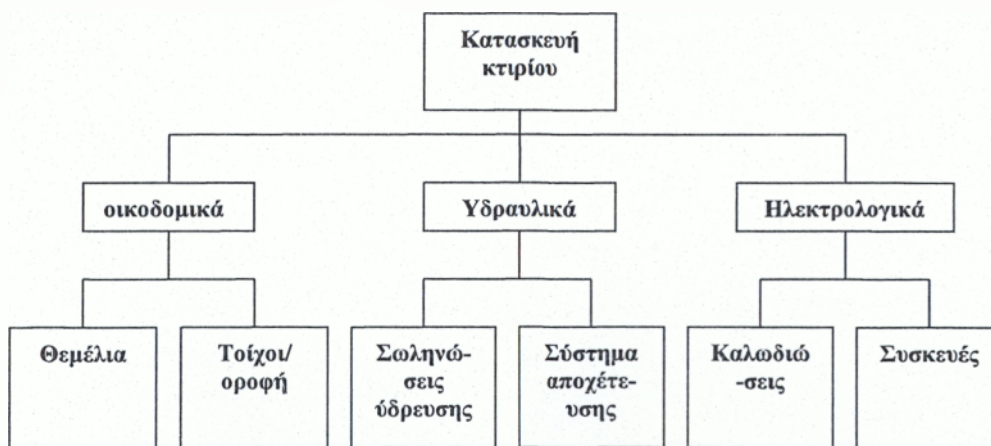 Κατασκευή
κτιρίου
οικοδομικά
Υδραυλικά
Ηλεκτρολογικά
Θεμέλια
Τοίχοι/
οροφή
Σωληνώ-
σεις
ύδρευσης
Σύστημα
αποχέτε-
υσης
Καλωδιώ
-σεις
Συσκευές